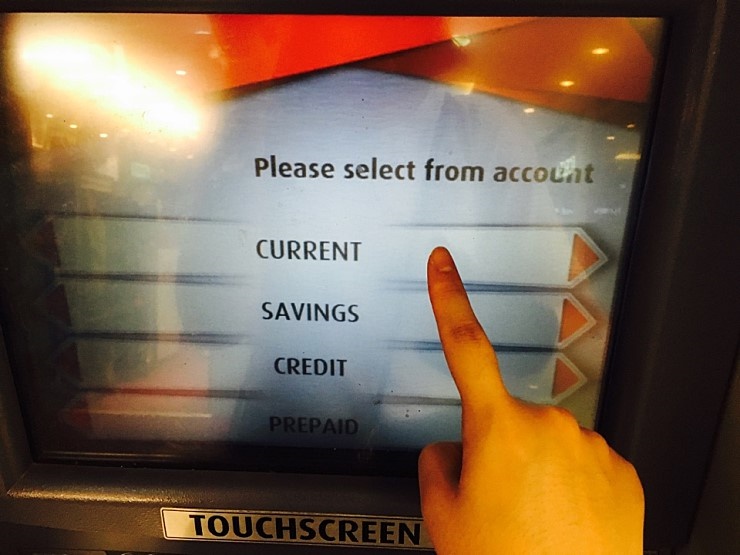 Please select from account
CURRENT
SAVINGS
CREDIT
PREPAID
TOUCHSCREEN